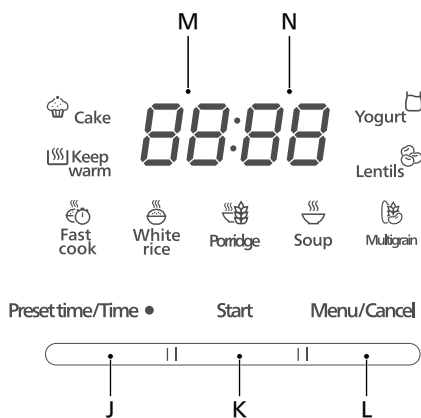 M N
88:88
Cake
Yogurt
Keep
warm
Lentils
Fast
cook
White
rice
Porridge
Soup
Multigrain
Preset time/Time
Start
Menu/Cancel
J K L